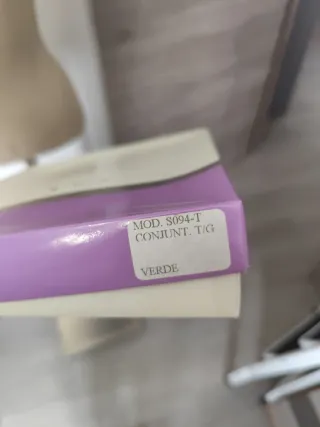 MOD. S094-T
CONJUNT. T/G
VERDE